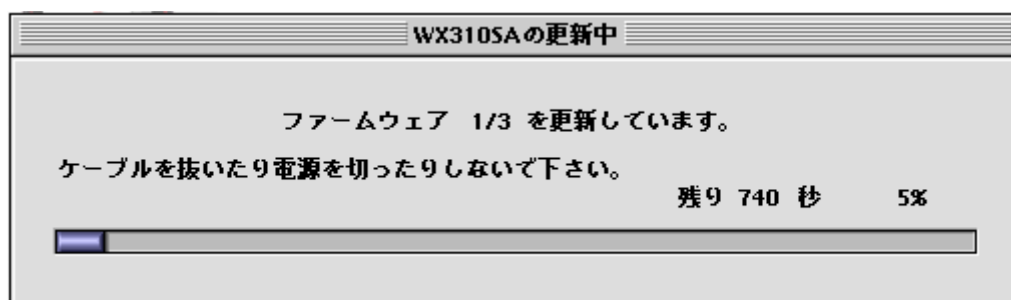 WX310SAの更新中
ファームウェア 1/3 を更新しています。
ケーブルを抜いたり電源を切ったりしないで下さい。
残り 740 秒 5%